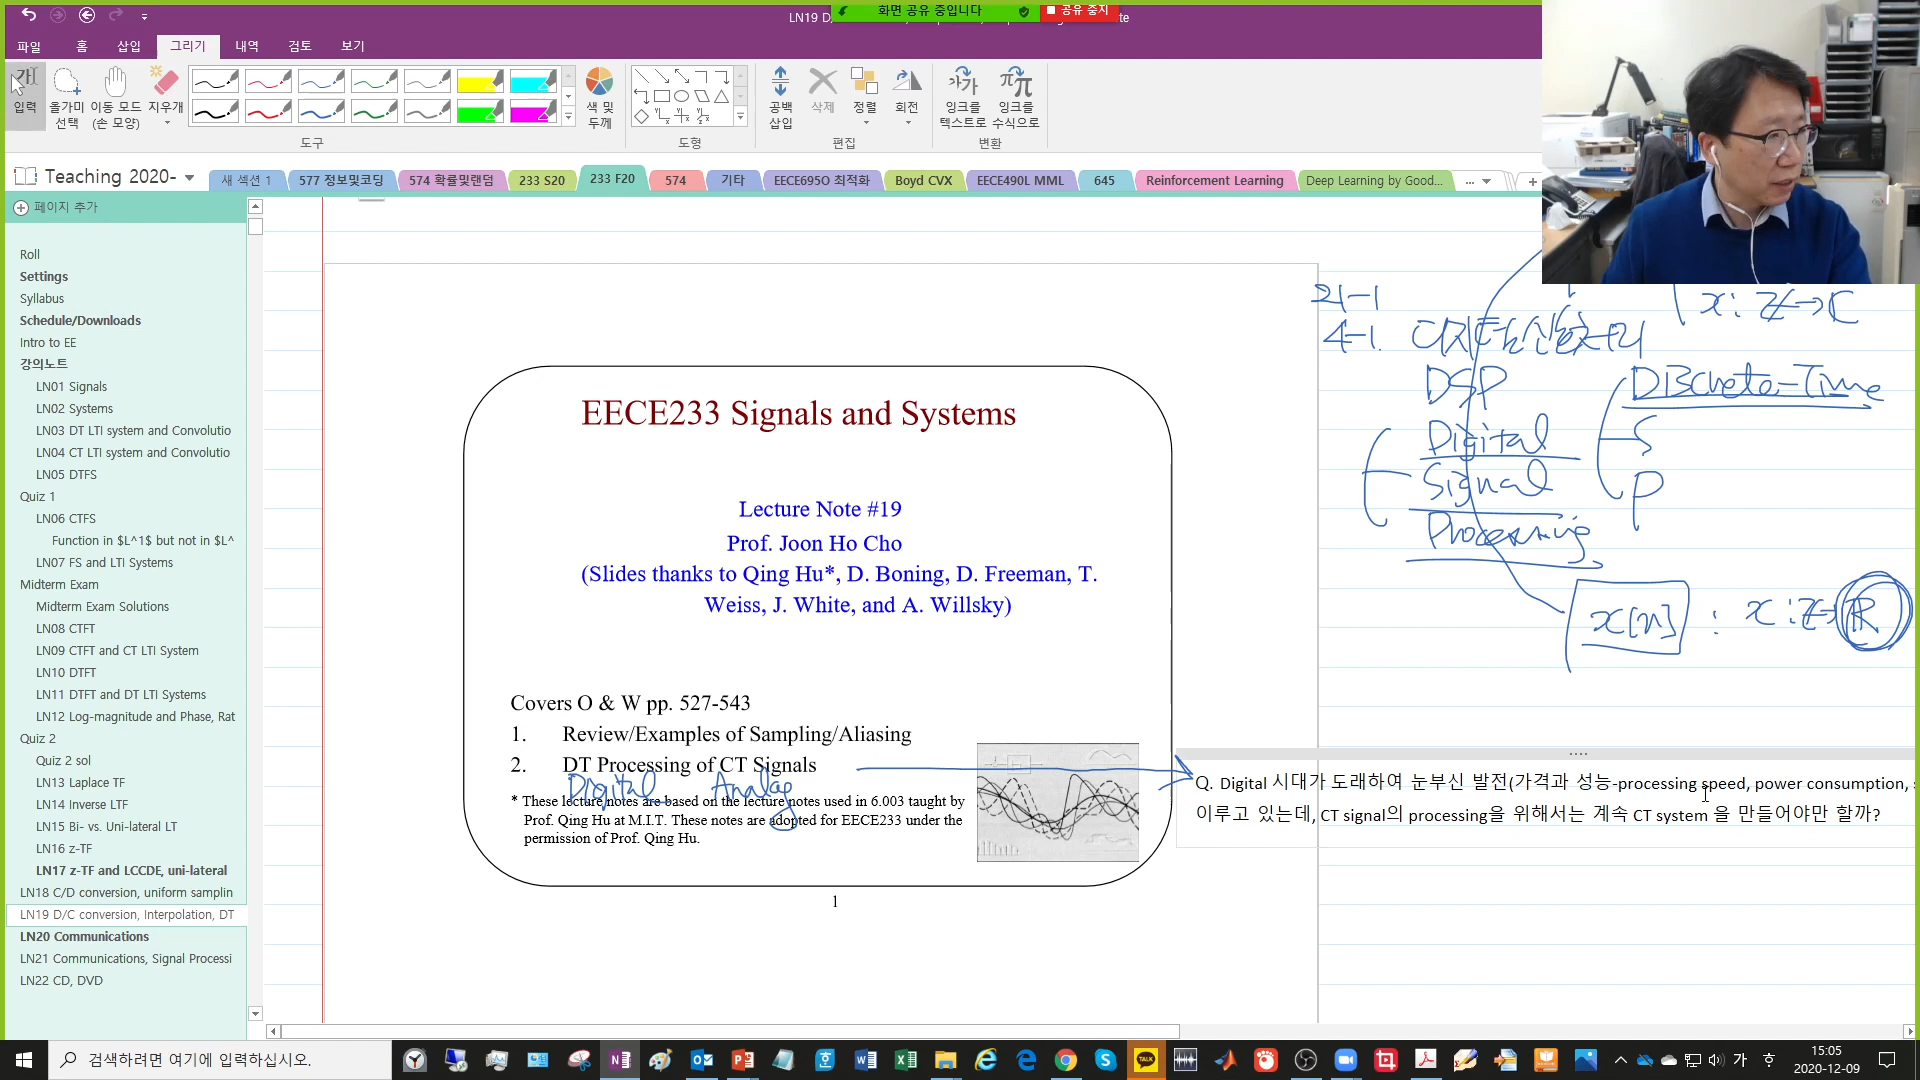 LN19 D
화면 공유 중입니다
공유 중지
te
파일 홈 삽입 그리기 내역 검토 보기
입력
올가미 선택
이동 모드 (손 모양)
지우개
색 및 두께
공백 삽입
삭제
정렬
회전
잉크를 텍스트로
잉크를 수식으로
도구 도형 편집 변환
Teaching 2020-
새 섹션 1 577 정보및코딩 574 확률및랜덤 233 S20 233 F20 574 기타 EECE695O 최적화 Boyd CVX EECE490L MML 645 Reinforcement Learning Deep Learning by Good... ...
페이지 추가
Roll
Settings
Syllabus
Schedule/Downloads
Intro to EE
강의노트
LN01 Signals
LN02 Systems
LN03 DT LTI system and Convolutio
LN04 CT LTI system and Convolutio
LN05 DTFS
Quiz 1
LN06 CTFS
Function in $L^1$ but not in $L^
LN07 FS and LTI Systems
Midterm Exam
Midterm Exam Solutions
LN08 CTFT
LN09 CTFT and CT LTI System
LN10 DTFT
LN11 DTFT and DT LTI Systems
LN12 Log-magnitude and Phase, Rat
Quiz 2
Quiz 2 sol
LN13 Laplace TF
LN14 Inverse LTF
LN15 Bi- vs. Uni-lateral LT
LN16 z-TF
LN17 z-TF and LCCDE, uni-lateral
LN18 C/D conversion, uniform samplin
LN19 D/C conversion, Interpolation, DT
LN20 Communications
LN21 Communications, Signal Processi
LN22 CD, DVD
EECE233 Signals and Systems
Lecture Note #19
Prof. Joon Ho Cho
(Slides thanks to Qing Hu*, D. Boning, D. Freeman, T.
Weiss, J. White, and A. Willsky)
Covers O & W pp. 527-543
1. Review/Examples of Sampling/Aliasing
2. DT Processing of CT Signals
Digital Analog
* These lecture notes are based on the lecture notes used in 6.003 taught by
Prof. Qing Hu at M.I.T. These notes are adopted for EECE233 under the
permission of Prof. Qing Hu.
1
x: Z→C
4-1. 디지털신호처리
DSP
Discrete-Time
Digital
S
Signal
P
Processing
x[n] : x: Z→R
Q. Digital 시대가 도래하여 눈부신 발전(가격과 성능-processing speed, power consumption, s
이루고 있는데, CT signal의 processing을 위해서는 계속 CT system 을 만들어야만 할까?
검색하려면 여기에 입력하십시오.
TALK
가
15:05
2020-12-09